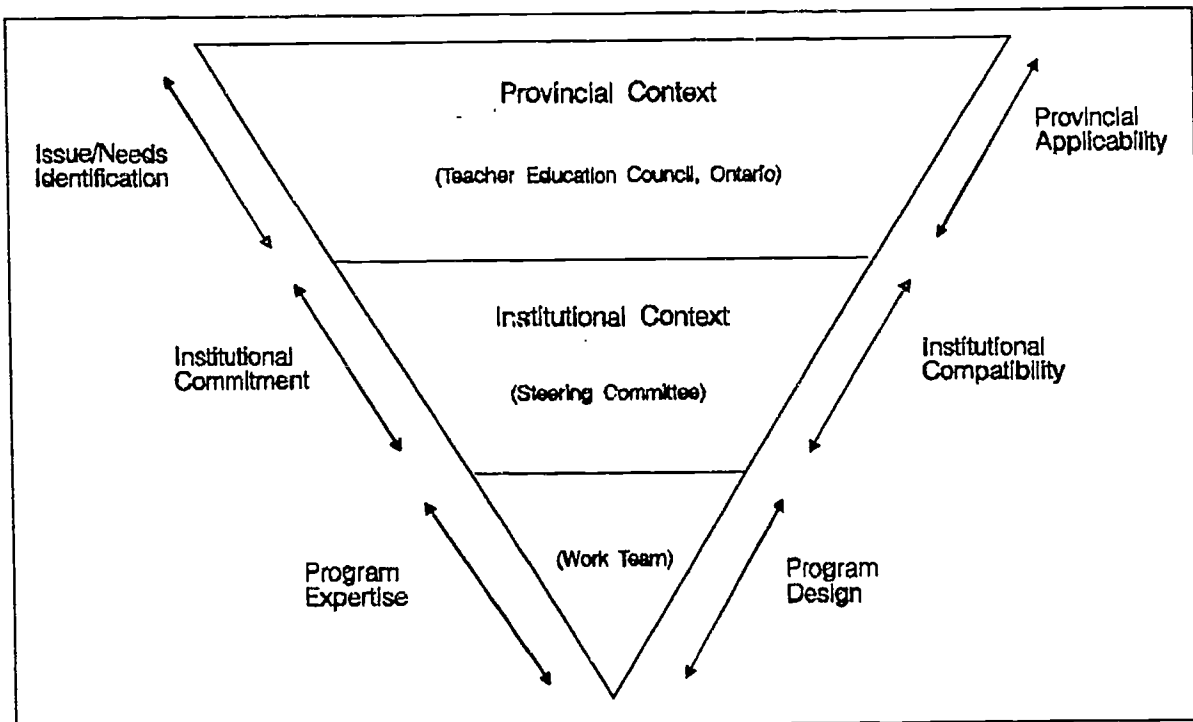 Provincial Context
(Teacher Education Council, Ontario)
Issue/Needs
Identification
Provincial
Applicability
Institutional Context
(Steering Committee)
Institutional
Commitment
Institutional
Compatibility
(Work Team)
Program
Expertise
Program
Design